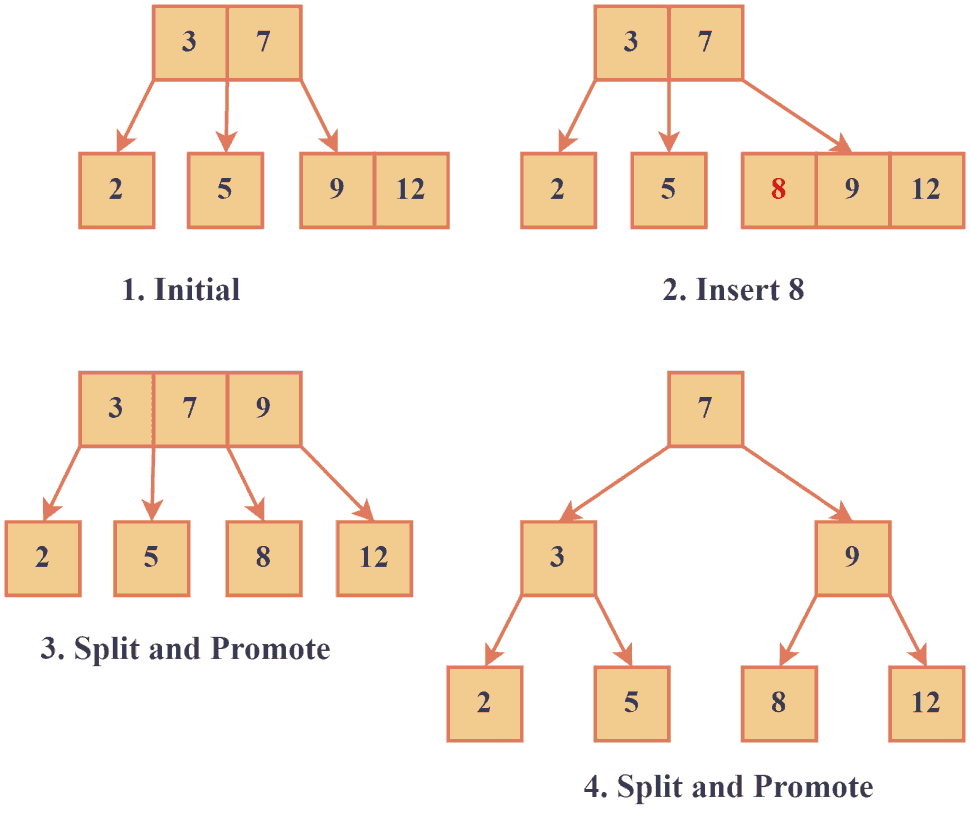 3 7
2 5 9 12
1. Initial
3 7
2 5 8 9 12
2. Insert 8
3 7 9
2 5 8 12
3. Split and Promote
7
3 9
2 5 8 12
4. Split and Promote